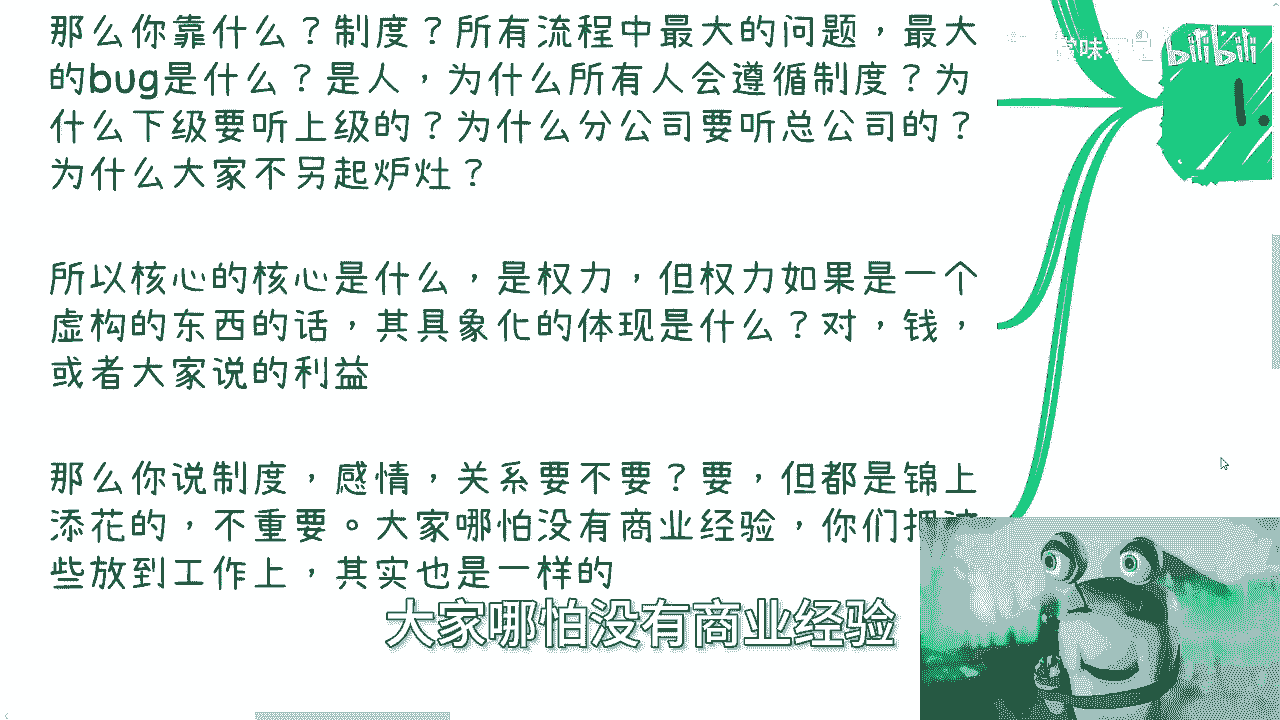 那么你靠什么？制度？所有流程中最大的问题，最大
的bug是什么？是人，为什么所有人会遵循制度？为
什么下级要听上级的？为什么分公司要听总公司的？
为什么大家不另起炉灶？
所以核心的核心是什么，是权力，但权力如果是一个
虚构的东西的话，其具象化的体现是什么？对，钱，
或者大家说的利益
那么你说制度，感情，关系要不要？要，但都是锦上
添花的，不重要。大家哪怕没有商业经验，你们把这
些放到工作上，其实也是一样的
大家哪怕没有商业经验
bilibili
1.